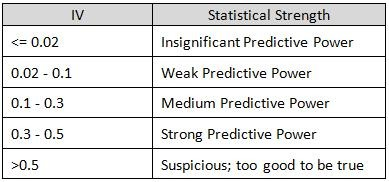 IV Statistical Strength
<= 0.02 Insignificant Predictive Power
0.02 - 0.1 Weak Predictive Power
0.1 - 0.3 Medium Predictive Power
0.3 - 0.5 Strong Predictive Power
>0.5 Suspicious; too good to be true